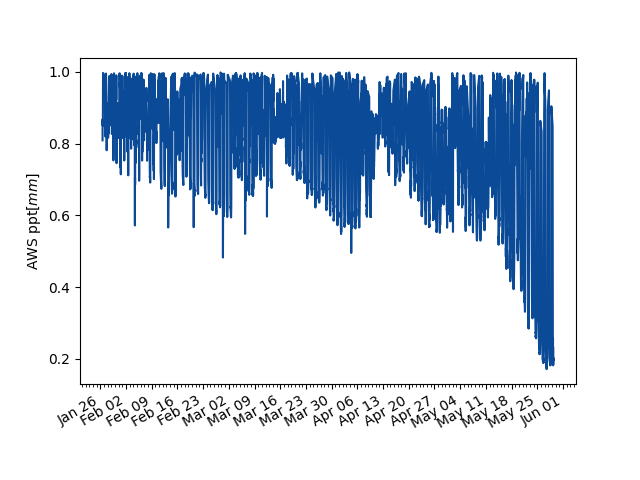 1.0
0.8
0.6
0.4
0.2
AWS ppt[mm]
Jan 26
Feb 02
Feb 09
Feb 16
Feb 23
Mar 02
Mar 09
Mar 16
Mar 23
Mar 30
Apr 06
Apr 13
Apr 20
Apr 27
May 04
May 11
May 18
May 25
Jun 01